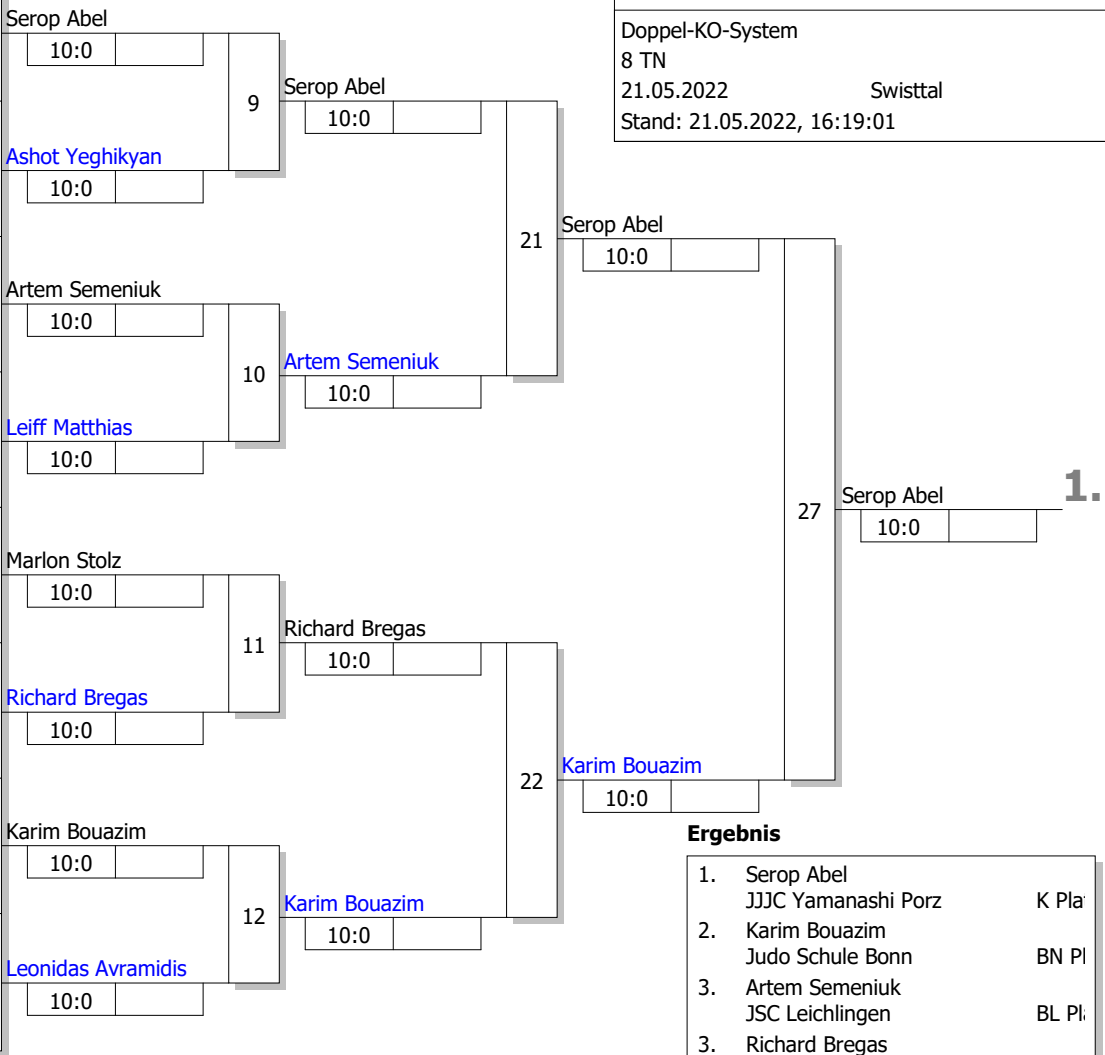 Doppel-KO-System
8 TN
21.05.2022 Swisttal
Stand: 21.05.2022, 16:19:01
Serop Abel
10:0
9
Ashot Yeghikyan
10:0
Serop Abel
10:0
Artem Semeniuk
10:0
10
Leiff Matthias
10:0
Artem Semeniuk
10:0
21
Serop Abel
10:0
Marlon Stolz
10:0
11
Richard Bregas
10:0
Richard Bregas
10:0
Karim Bouazim
10:0
12
Leonidas Avramidis
10:0
Karim Bouazim
10:0
22
Karim Bouazim
10:0
27
Serop Abel
10:0
1.
Ergebnis
1. Serop Abel
JJJC Yamanashi Porz K
2. Karim Bouazim
Judo Schule Bonn BN
3. Artem Semeniuk
JSC Leichlingen BL
3. Richard Bregas